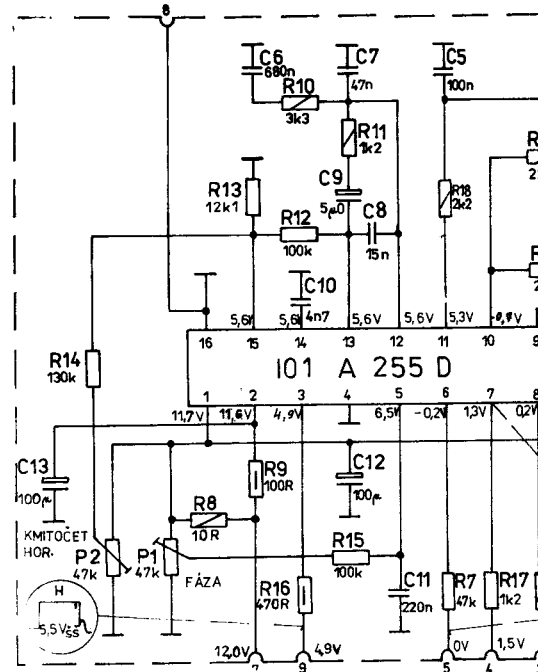 8
C6
680n
C7
47n
C5
100n
R10
3k3
R11
1k2
R13
12k1
C9
5µ0
C8
15n
R18
2k2
R12
100k
C10
4n7
5,6V
5,6V
5,6V
5,6V
5,3V
-0,7V
16
15
14
13
12
11
10
9
R14
130k
I01 A 255 D
1
2
3
4
5
6
7
8
11,7V
11,6V
4,9V
6,5V
-0,2V
1,3V
0,2V
C13
100µ
R9
100R
C12
100µ
R8
10R
KMITOČET
HOR.
P2
47k
P1
47k
FÁZA
R15
100k
R16
470R
C11
220n
R7
47k
R17
1k2
H
5,5Všš
12,0V
4,9V
0V
1,5V
7
9
5
4